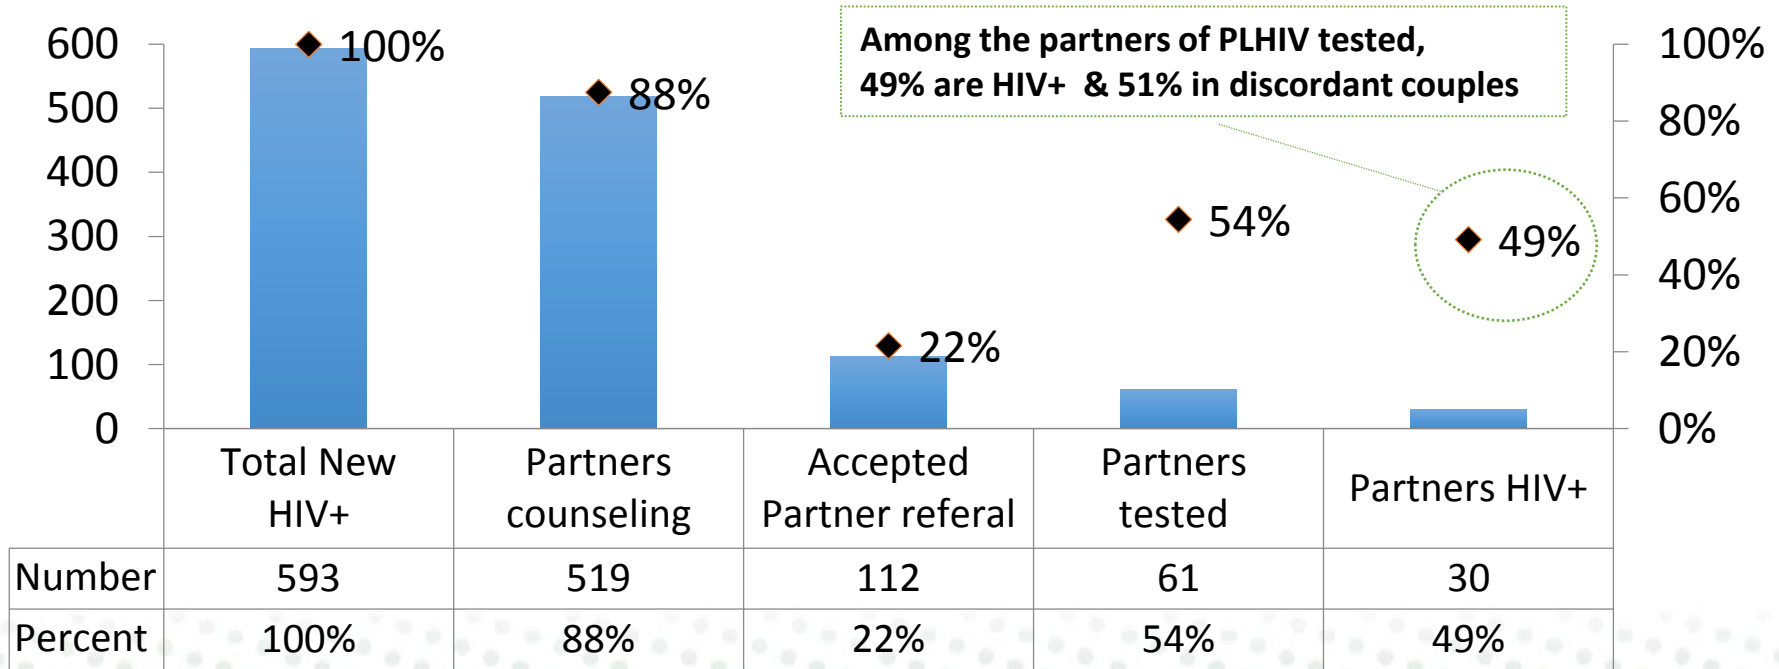 Among the partners of PLHIV tested,
49% are HIV+ & 51% in discordant couples
600
500
400
300
200
100
0
100%
80%
60%
40%
20%
0%
100%
88%
22%
54%
49%
Total New
HIV+
Partners
counseling
Accepted
Partner referal
Partners
tested
Partners HIV+
Number 593 519 112 61 30
Percent 100% 88% 22% 54% 49%